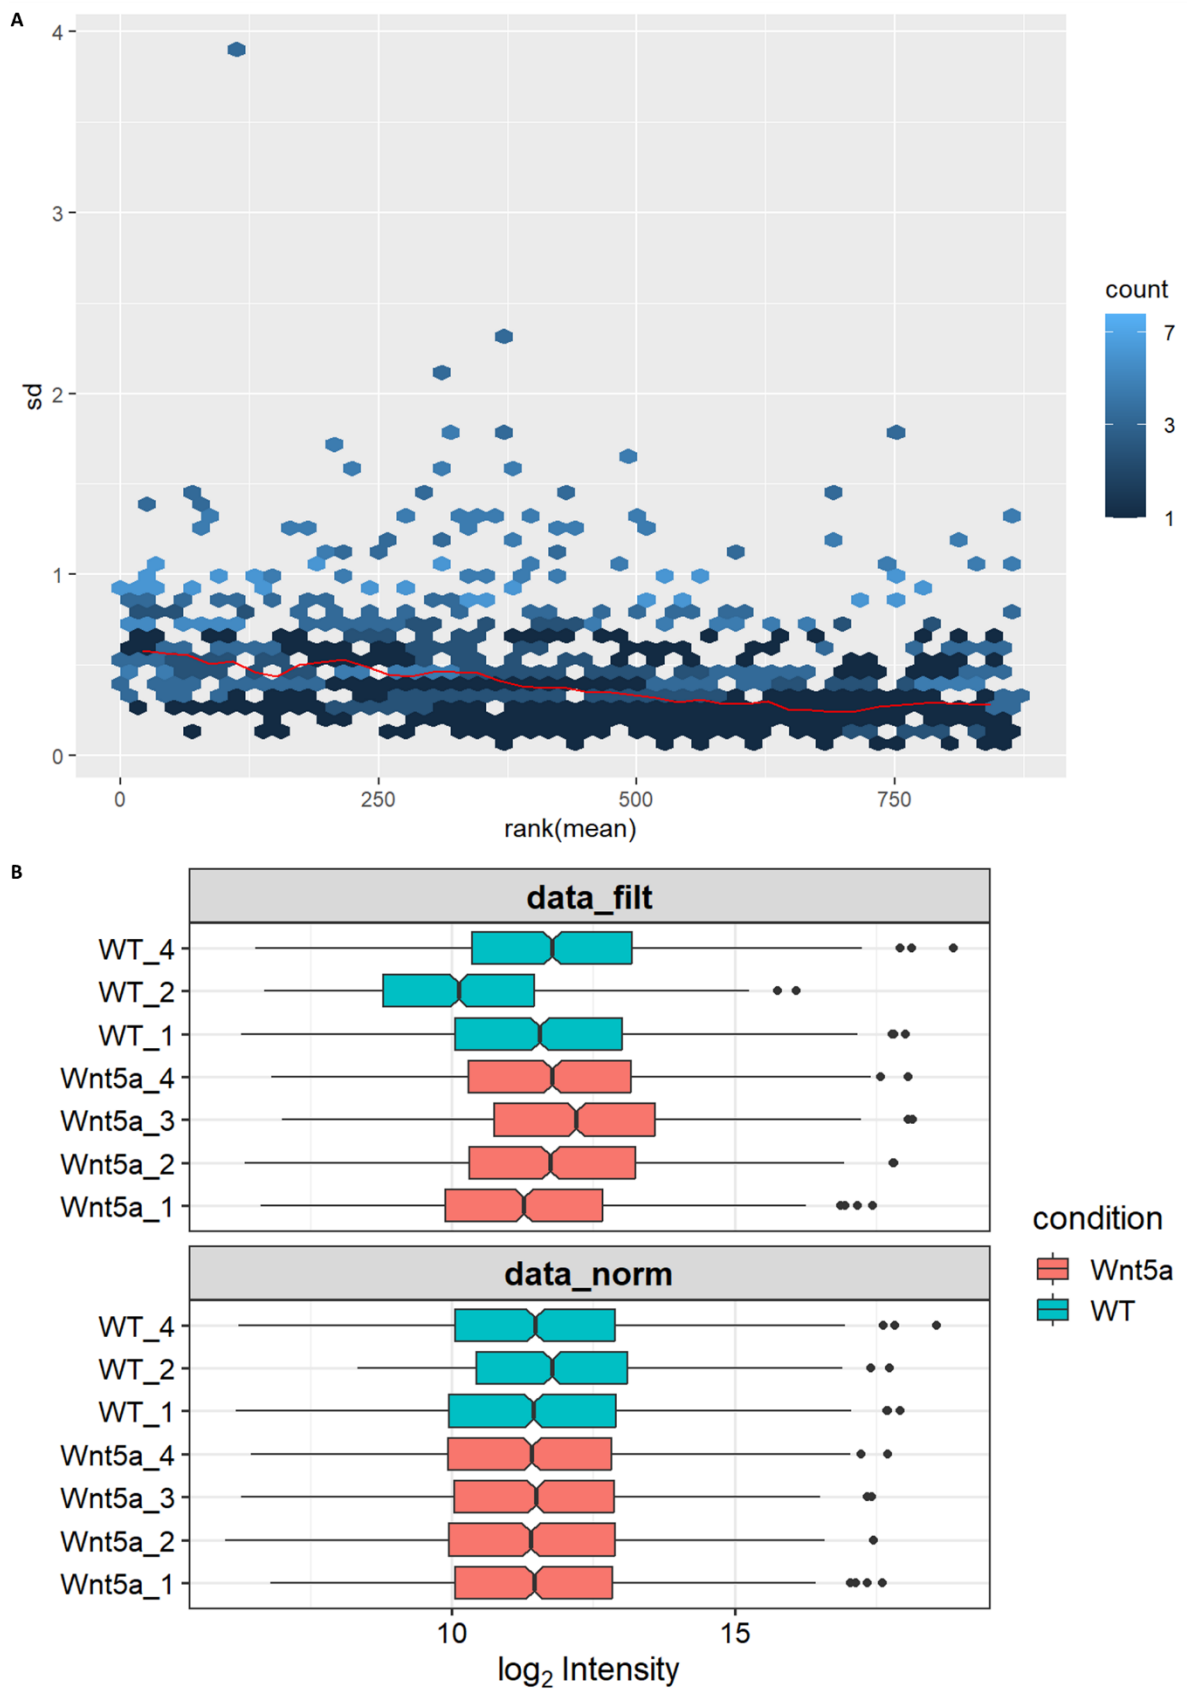 A
4
3
2
1
0
sd
0 250 500 750
rank(mean)
count
7
3
1
B
data_filt
WT_4
WT_2
WT_1
Wnt5a_4
Wnt5a_3
Wnt5a_2
Wnt5a_1
data_norm
WT_4
WT_2
WT_1
Wnt5a_4
Wnt5a_3
Wnt5a_2
Wnt5a_1
10 15
log₂ Intensity
condition
Wnt5a
WT